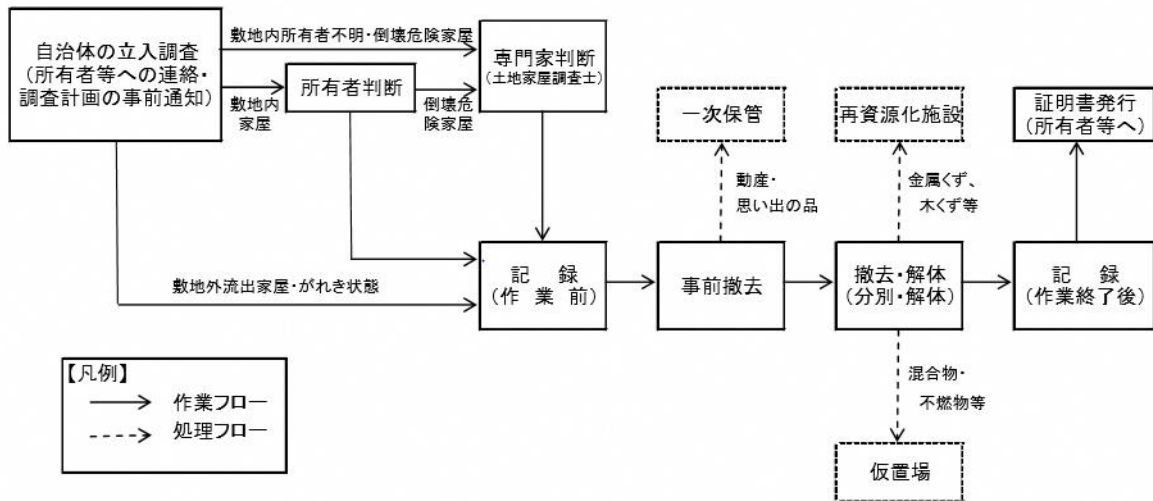 自治体の立入調査
(所有者等への連絡・
調査計画の事前通知)
敷地内所有者不明・倒壊危険家屋
敷地内
家屋
所有者判断
倒壊危
険家屋
専門家判断
(土地家屋調査士)
敷地外流出家屋・がれき状態
記　録
(作 業 前)
事前撤去
動産・
思い出の品
一次保管
撤去・解体
(分別・解体)
金属くず、
木くず等
再資源化施設
混合物・
不燃物等
仮置場
記　録
(作業終了後)
証明書発行
(所有者等へ)
【凡例】
作業フロー
処理フロー